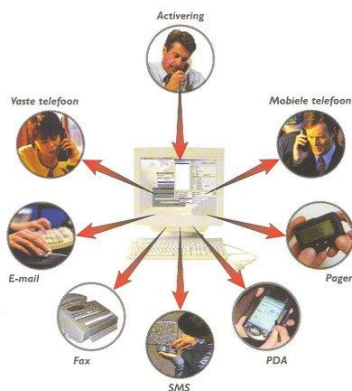 Activering
Vaste telefoon
Mobiele telefoon
E-mail
Pager
Fax
PDA
SMS